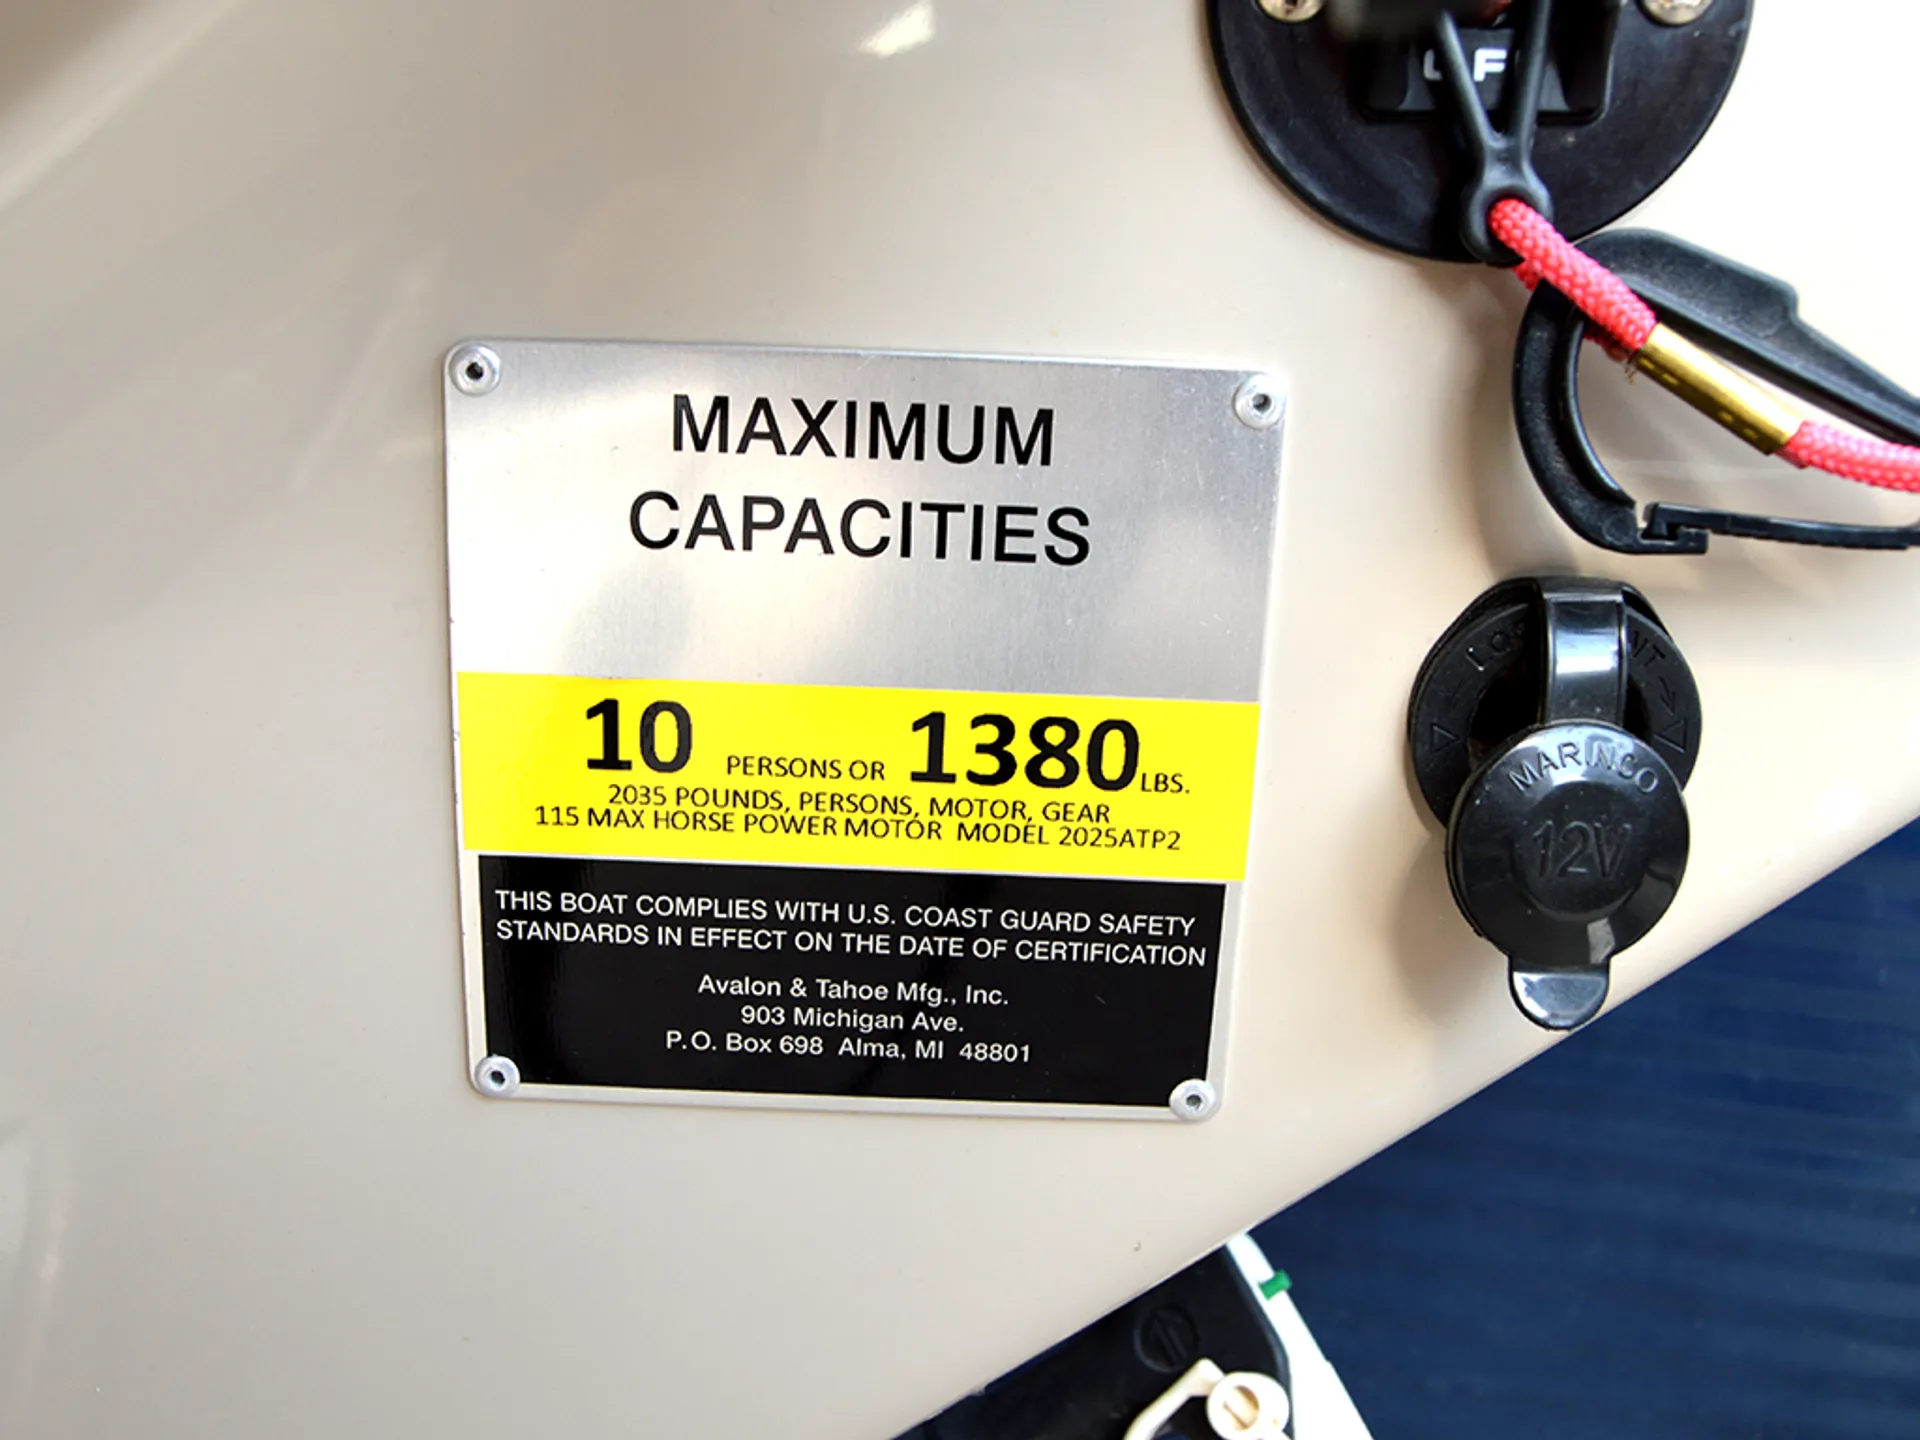 MAXIMUM
CAPACITIES
10 PERSONS OR 1380 LBS.
2035 POUNDS, PERSONS, MOTOR, GEAR
115 MAX HORSE POWER MOTOR MODEL 2025ATP2
THIS BOAT COMPLIES WITH U.S. COAST GUARD SAFETY
STANDARDS IN EFFECT ON THE DATE OF CERTIFICATION
Avalon & Tahoe Mfg., Inc.
903 Michigan Ave.
P.O. Box 698 Alma, MI 48801
MARINCO
12V